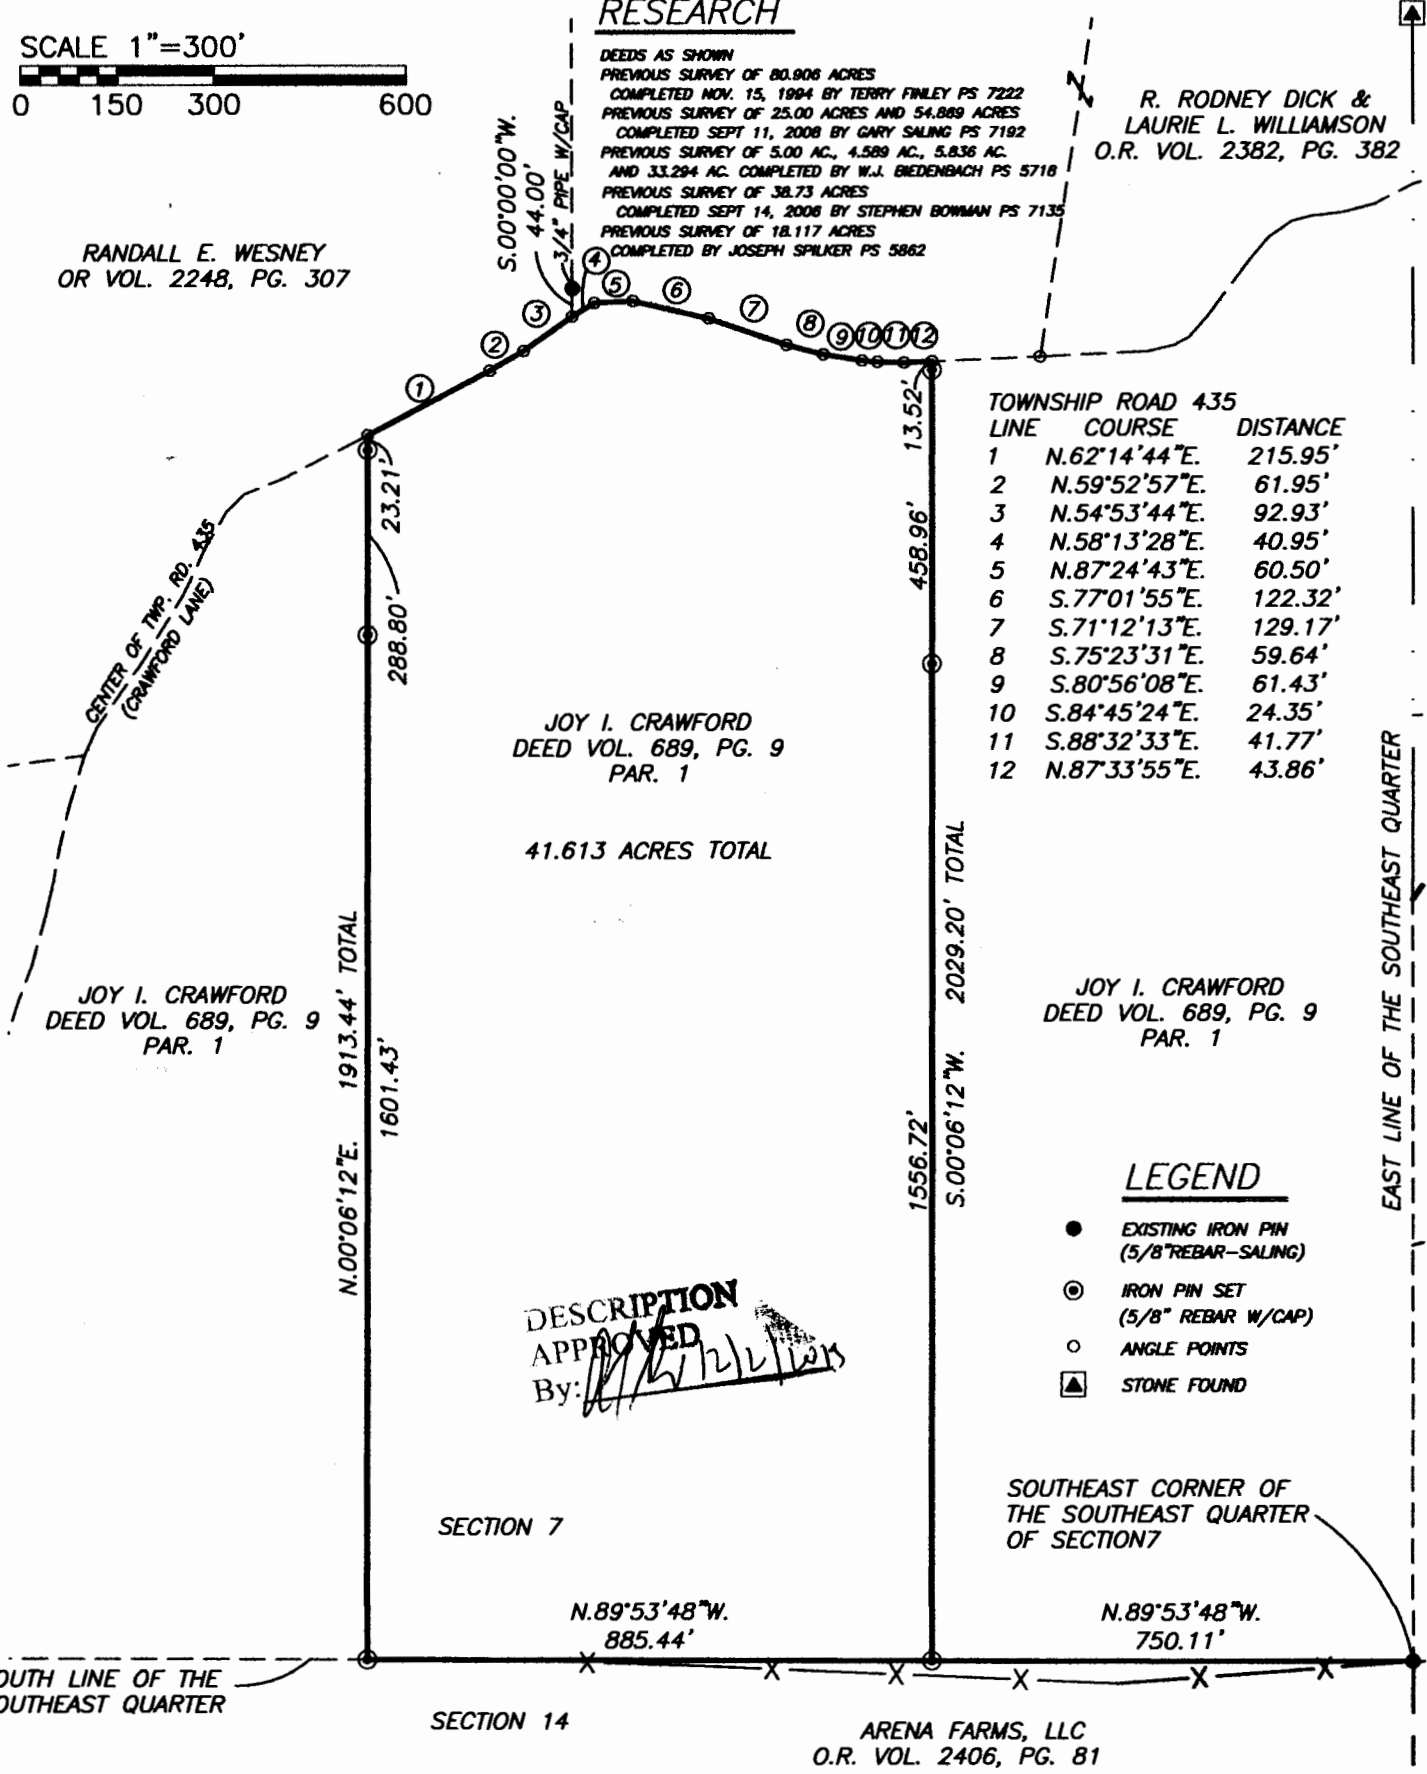 SCALE 1"=300'
0 150 300 600
RESEARCH
DEEDS AS SHOWN
PREVIOUS SURVEY OF 80.906 ACRES
COMPLETED NOV. 15, 1994 BY TERRY FINLEY PS 7222
PREVIOUS SURVEY OF 25.00 ACRES AND 54.889 ACRES
COMPLETED SEPT 11, 2008 BY GARY SALING PS 7192
PREVIOUS SURVEY OF 5.00 AC., 4.589 AC., 5.836 AC.
AND 33.294 AC. COMPLETED BY W.J. BIEDENBACH PS 5718
PREVIOUS SURVEY OF 38.73 ACRES
COMPLETED SEPT 14, 2006 BY STEPHEN BOWMAN PS 7135
PREVIOUS SURVEY OF 18.117 ACRES
COMPLETED BY JOSEPH SPILKER PS 5862
R. RODNEY DICK &
LAURIE L. WILLIAMSON
O.R. VOL. 2382, PG. 382
RANDALL E. WESNEY
OR VOL. 2248, PG. 307
S.00°00'00"W.
44.00'
3/4" PIPE W/CAP
1
2
3
4
5
6
7
8
9
10
11
12
13.52'
458.96'
23.21'
288.80'
CENTER OF TWP. RD. 435
(CRAWFORD LANE)
TOWNSHIP ROAD 435
LINE COURSE DISTANCE
1 N.62°14'44"E. 215.95'
2 N.59°52'57"E. 61.95'
3 N.54°53'44"E. 92.93'
4 N.58°13'28"E. 40.95'
5 N.87°24'43"E. 60.50'
6 S.77°01'55"E. 122.32'
7 S.71°12'13"E. 129.17'
8 S.75°23'31"E. 59.64'
9 S.80°56'08"E. 61.43'
10 S.84°45'24"E. 24.35'
11 S.88°32'33"E. 41.77'
12 N.87°33'55"E. 43.86'
JOY I. CRAWFORD
DEED VOL. 689, PG. 9
PAR. 1
41.613 ACRES TOTAL
JOY I. CRAWFORD
DEED VOL. 689, PG. 9
PAR. 1
N.00°06'12"E. 1913.44' TOTAL
1601.43'
1556.72'
S.00°06'12"W. 2029.20' TOTAL
JOY I. CRAWFORD
DEED VOL. 689, PG. 9
PAR. 1
EAST LINE OF THE SOUTHEAST QUARTER
LEGEND
EXISTING IRON PIN
(5/8"REBAR-SALING)
IRON PIN SET
(5/8" REBAR W/CAP)
ANGLE POINTS
STONE FOUND
DESCRIPTION
APPROVED
By:
SOUTHEAST CORNER OF
THE SOUTHEAST QUARTER
OF SECTION7
SECTION 7
N.89°53'48"W.
885.44'
N.89°53'48"W.
750.11'
OUTH LINE OF THE
OUTHEAST QUARTER
SECTION 14
ARENA FARMS, LLC
O.R. VOL. 2406, PG. 81